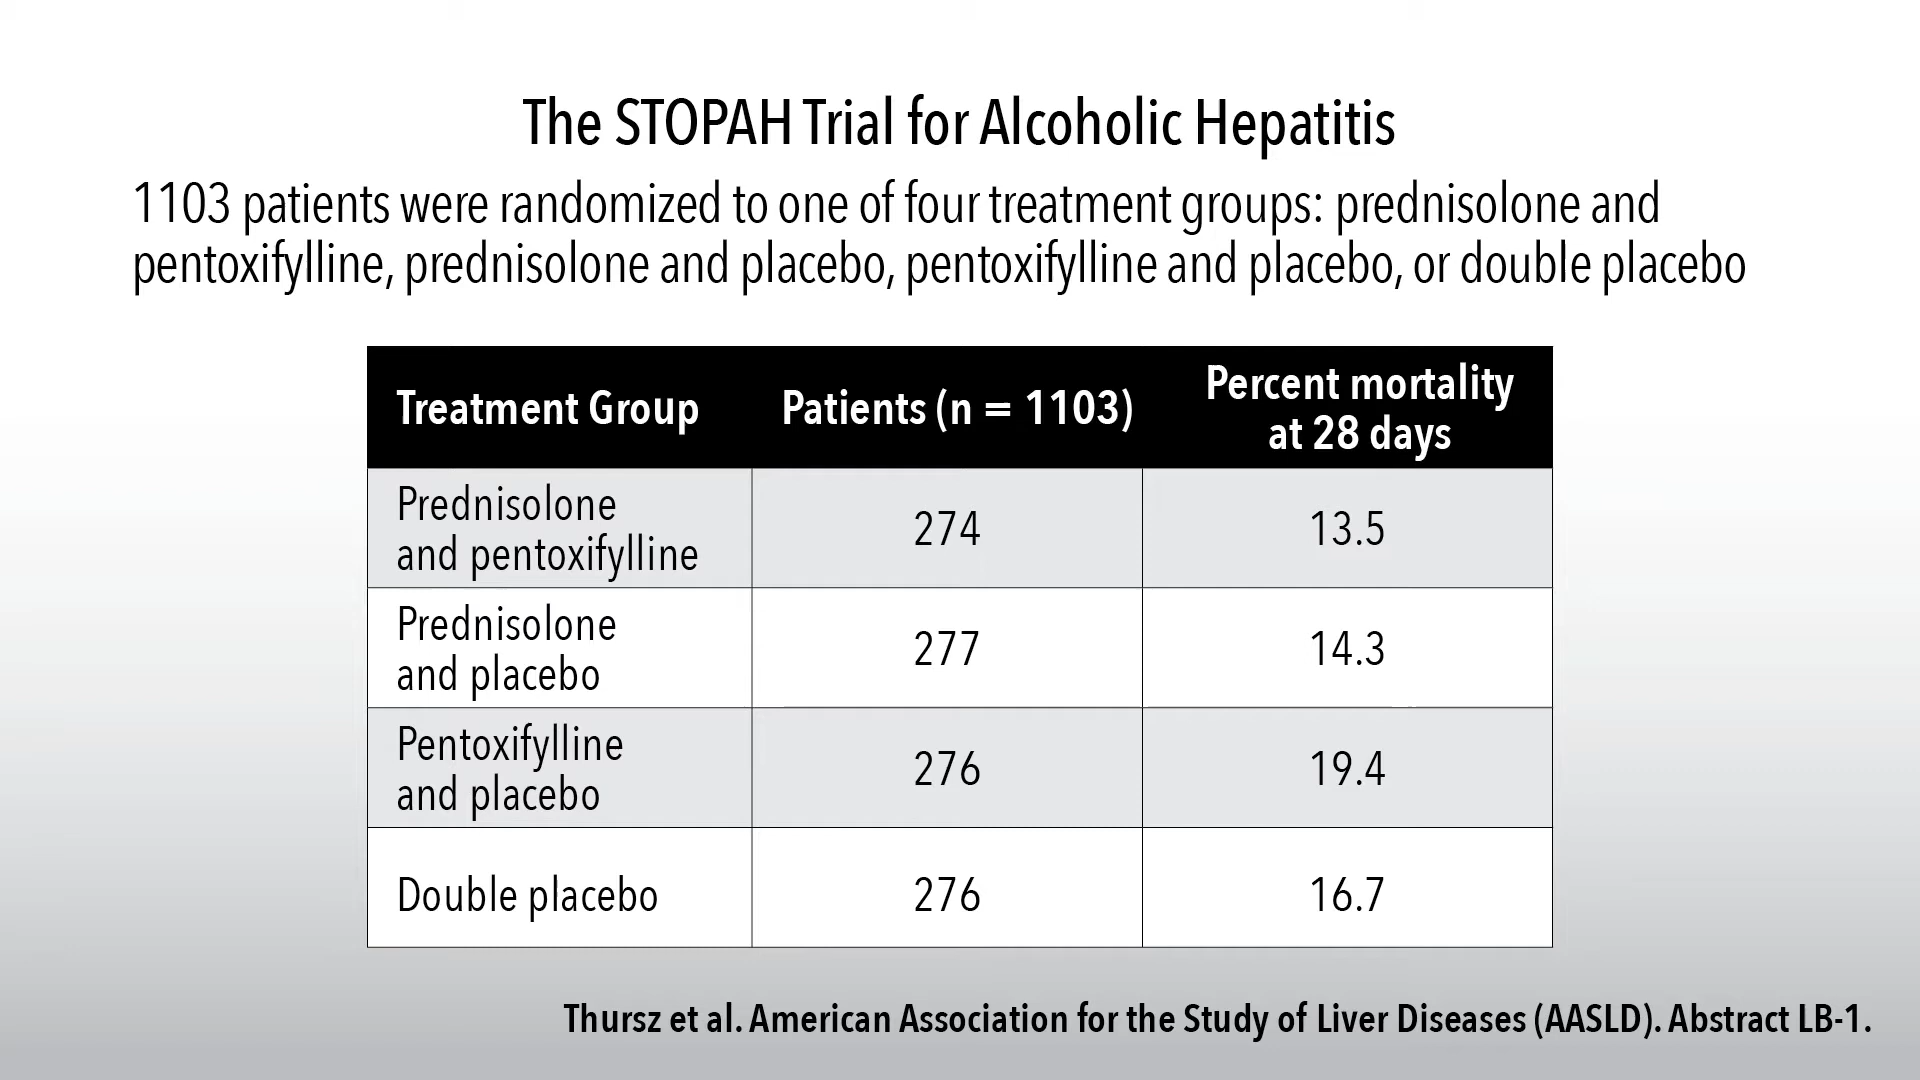 The STOPAH Trial for Alcoholic Hepatitis
1103 patients were randomized to one of four treatment groups: prednisolone and
pentoxifylline, prednisolone and placebo, pentoxifylline and placebo, or double placebo
Treatment Group Patients (n = 1103) Percent mortality
at 28 days
Prednisolone
and pentoxifylline 274 13.5
Prednisolone
and placebo 277 14.3
Pentoxifylline
and placebo 276 19.4
Double placebo 276 16.7
Thursz et al. American Association for the Study of Liver Diseases (AASLD). Abstract LB-1.